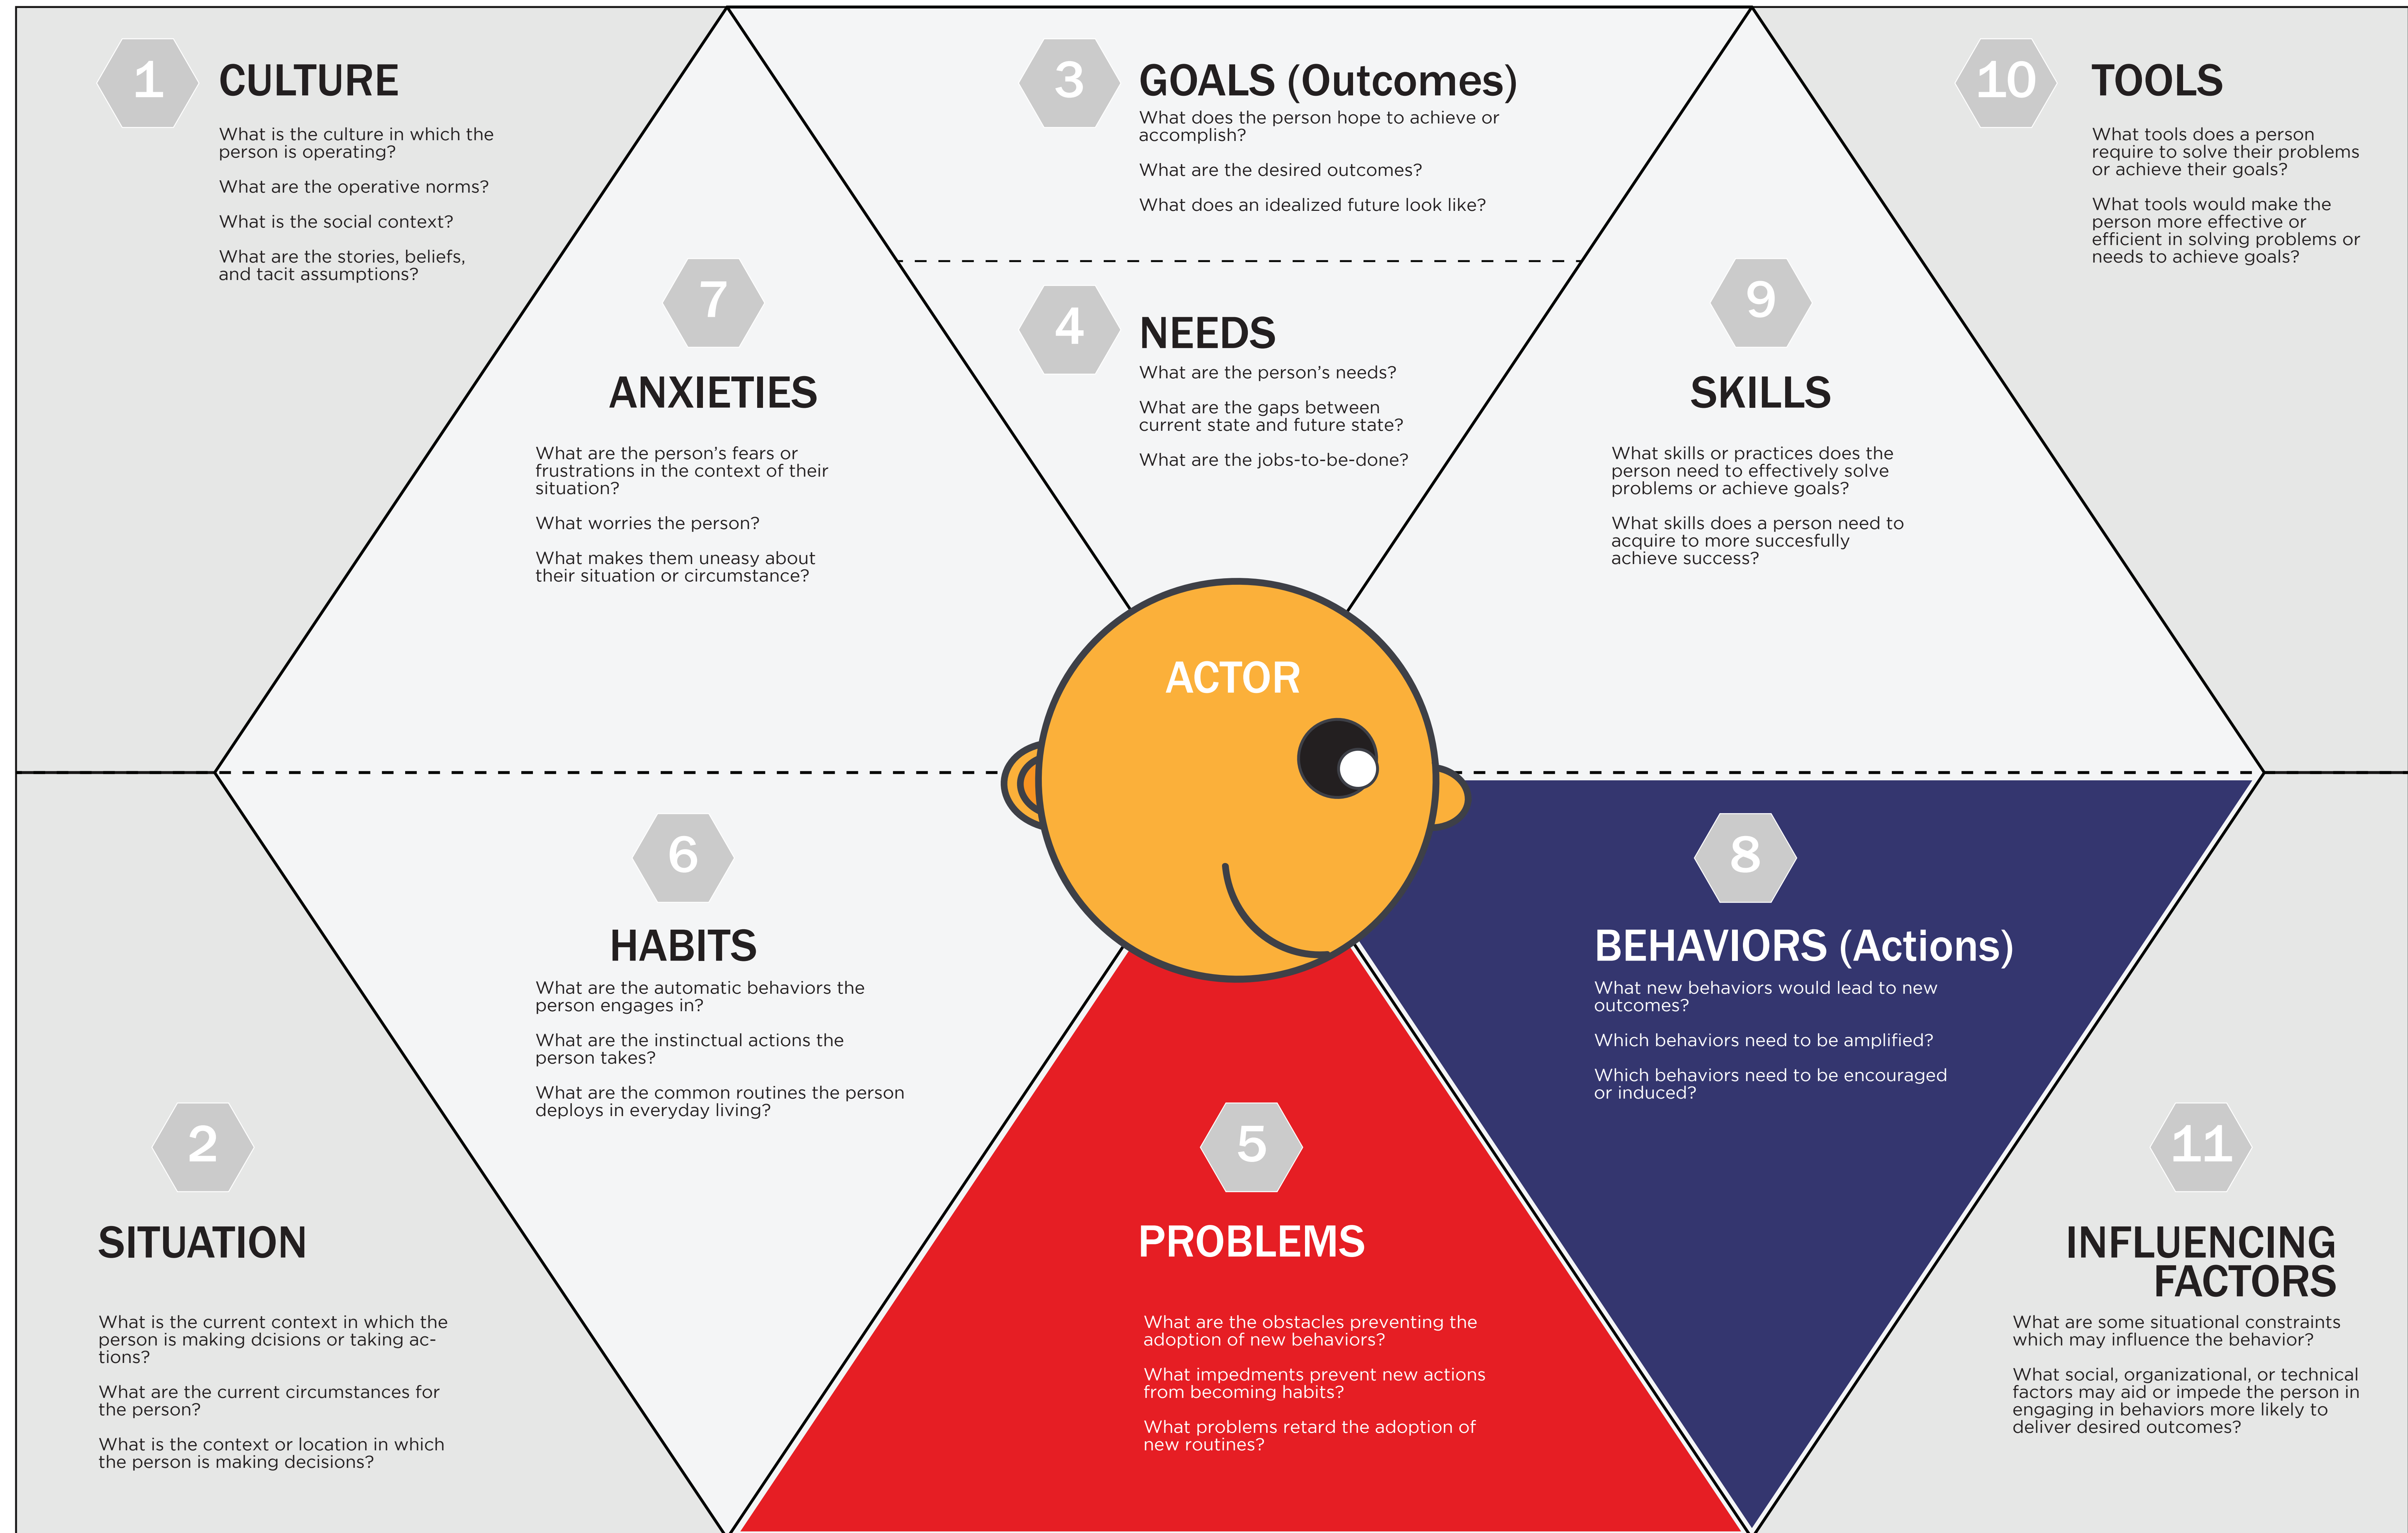 1
CULTURE
What is the culture in which the
person is operating?
What are the operative norms?
What is the social context?
What are the stories, beliefs,
and tacit assumptions?
3
GOALS (Outcomes)
What does the person hope to achieve or
accomplish?
What are the desired outcomes?
What does an idealized future look like?
10
TOOLS
What tools does a person
require to solve their problems
or achieve their goals?
What tools would make the
person more effective or
efficient in solving problems or
needs to achieve goals?
7
ANXIETIES
What are the person’s fears or
frustrations in the context of their
situation?
What worries the person?
What makes them uneasy about
their situation or circumstance?
4
NEEDS
What are the person’s needs?
What are the gaps between
current state and future state?
What are the jobs-to-be-done?
9
SKILLS
What skills or practices does the
person need to effectively solve
problems or achieve goals?
What skills does a person need to
acquire to more succesfully
achieve success?
ACTOR
6
HABITS
What are the automatic behaviors the
person engages in?
What are the instinctual actions the
person takes?
What are the common routines the person
deploys in everyday living?
8
BEHAVIORS (Actions)
What new behaviors would lead to new
outcomes?
Which behaviors need to be amplified?
Which behaviors need to be encouraged
or induced?
2
SITUATION
What is the current context in which the
person is making dcisions or taking ac-
tions?
What are the current circumstances for
the person?
What is the context or location in which
the person is making decisions?
5
PROBLEMS
What are the obstacles preventing the
adoption of new behaviors?
What impedments prevent new actions
from becoming habits?
What problems retard the adoption of
new routines?
11
INFLUENCING
FACTORS
What are some situational constraints
which may influence the behavior?
What social, organizational, or technical
factors may aid or impede the person in
engaging in behaviors more likely to
deliver desired outcomes?